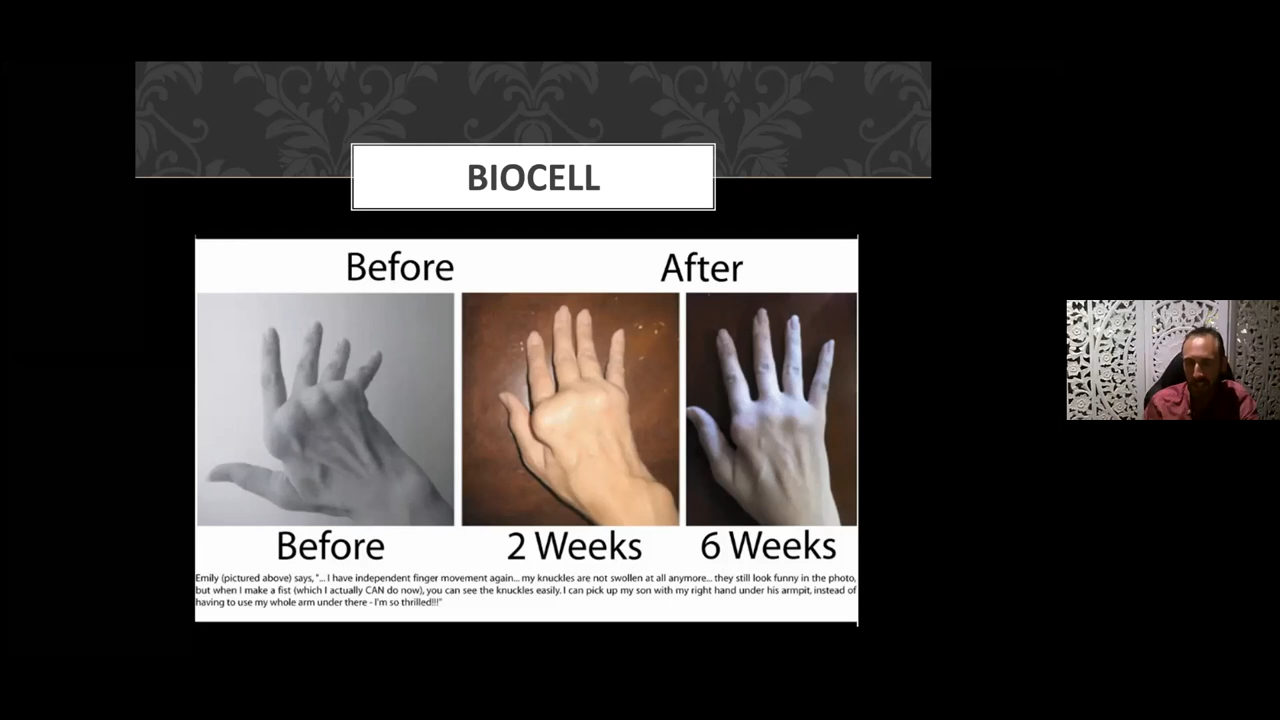 BIOCELL
Before After
Before 2 Weeks 6 Weeks
Emily (pictured above) says, "... I have independent finger movement again... my knuckles are not swollen at all anymore... they still look funny in the photo,
but when I make a fist (which I actually CAN do now), you can see the knuckles easily. I can pick up my son with my right hand under his armpit, instead of
having to use my whole arm under there - I'm so thrilled!!!"